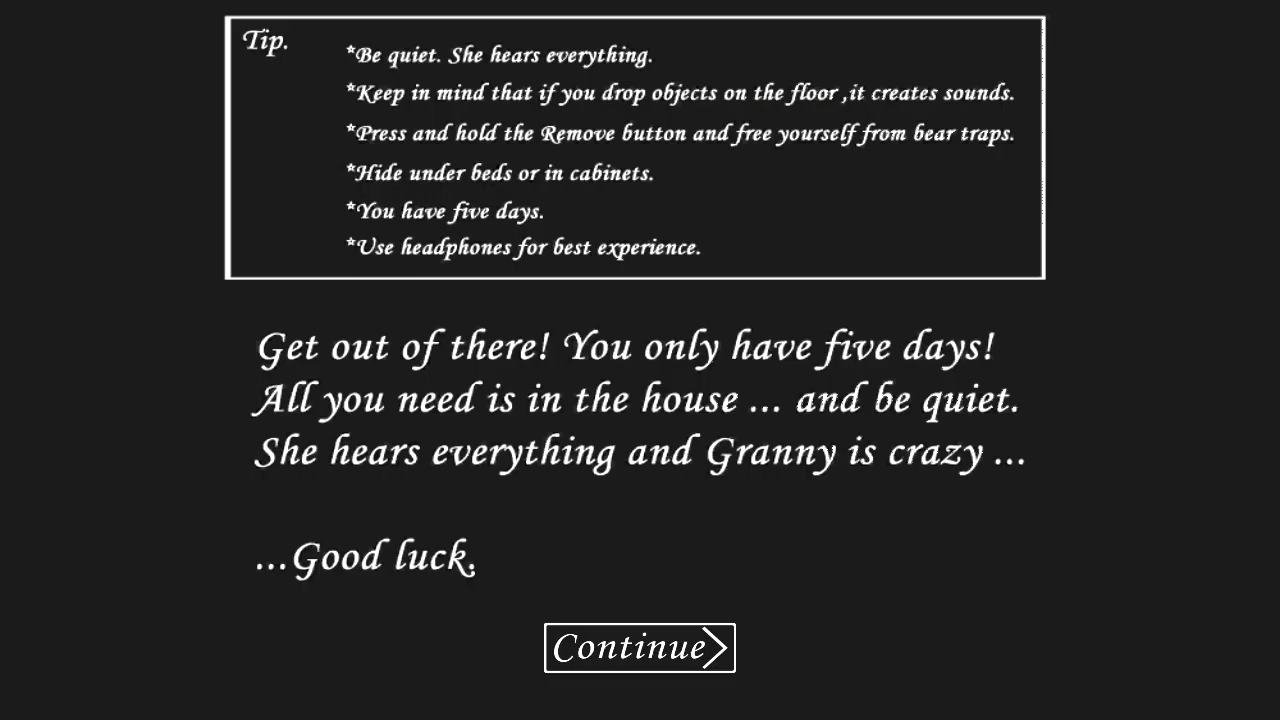 Tip.
*Be quiet. She hears everything.
*Keep in mind that if you drop objects on the floor ,it creates sounds.
*Press and hold the Remove button and free yourself from bear traps.
*Hide under beds or in cabinets.
*You have five days.
*Use headphones for best experience.
Get out of there! You only have five days!
All you need is in the house ... and be quiet.
She hears everything and Granny is crazy ...
...Good luck.
Continue>